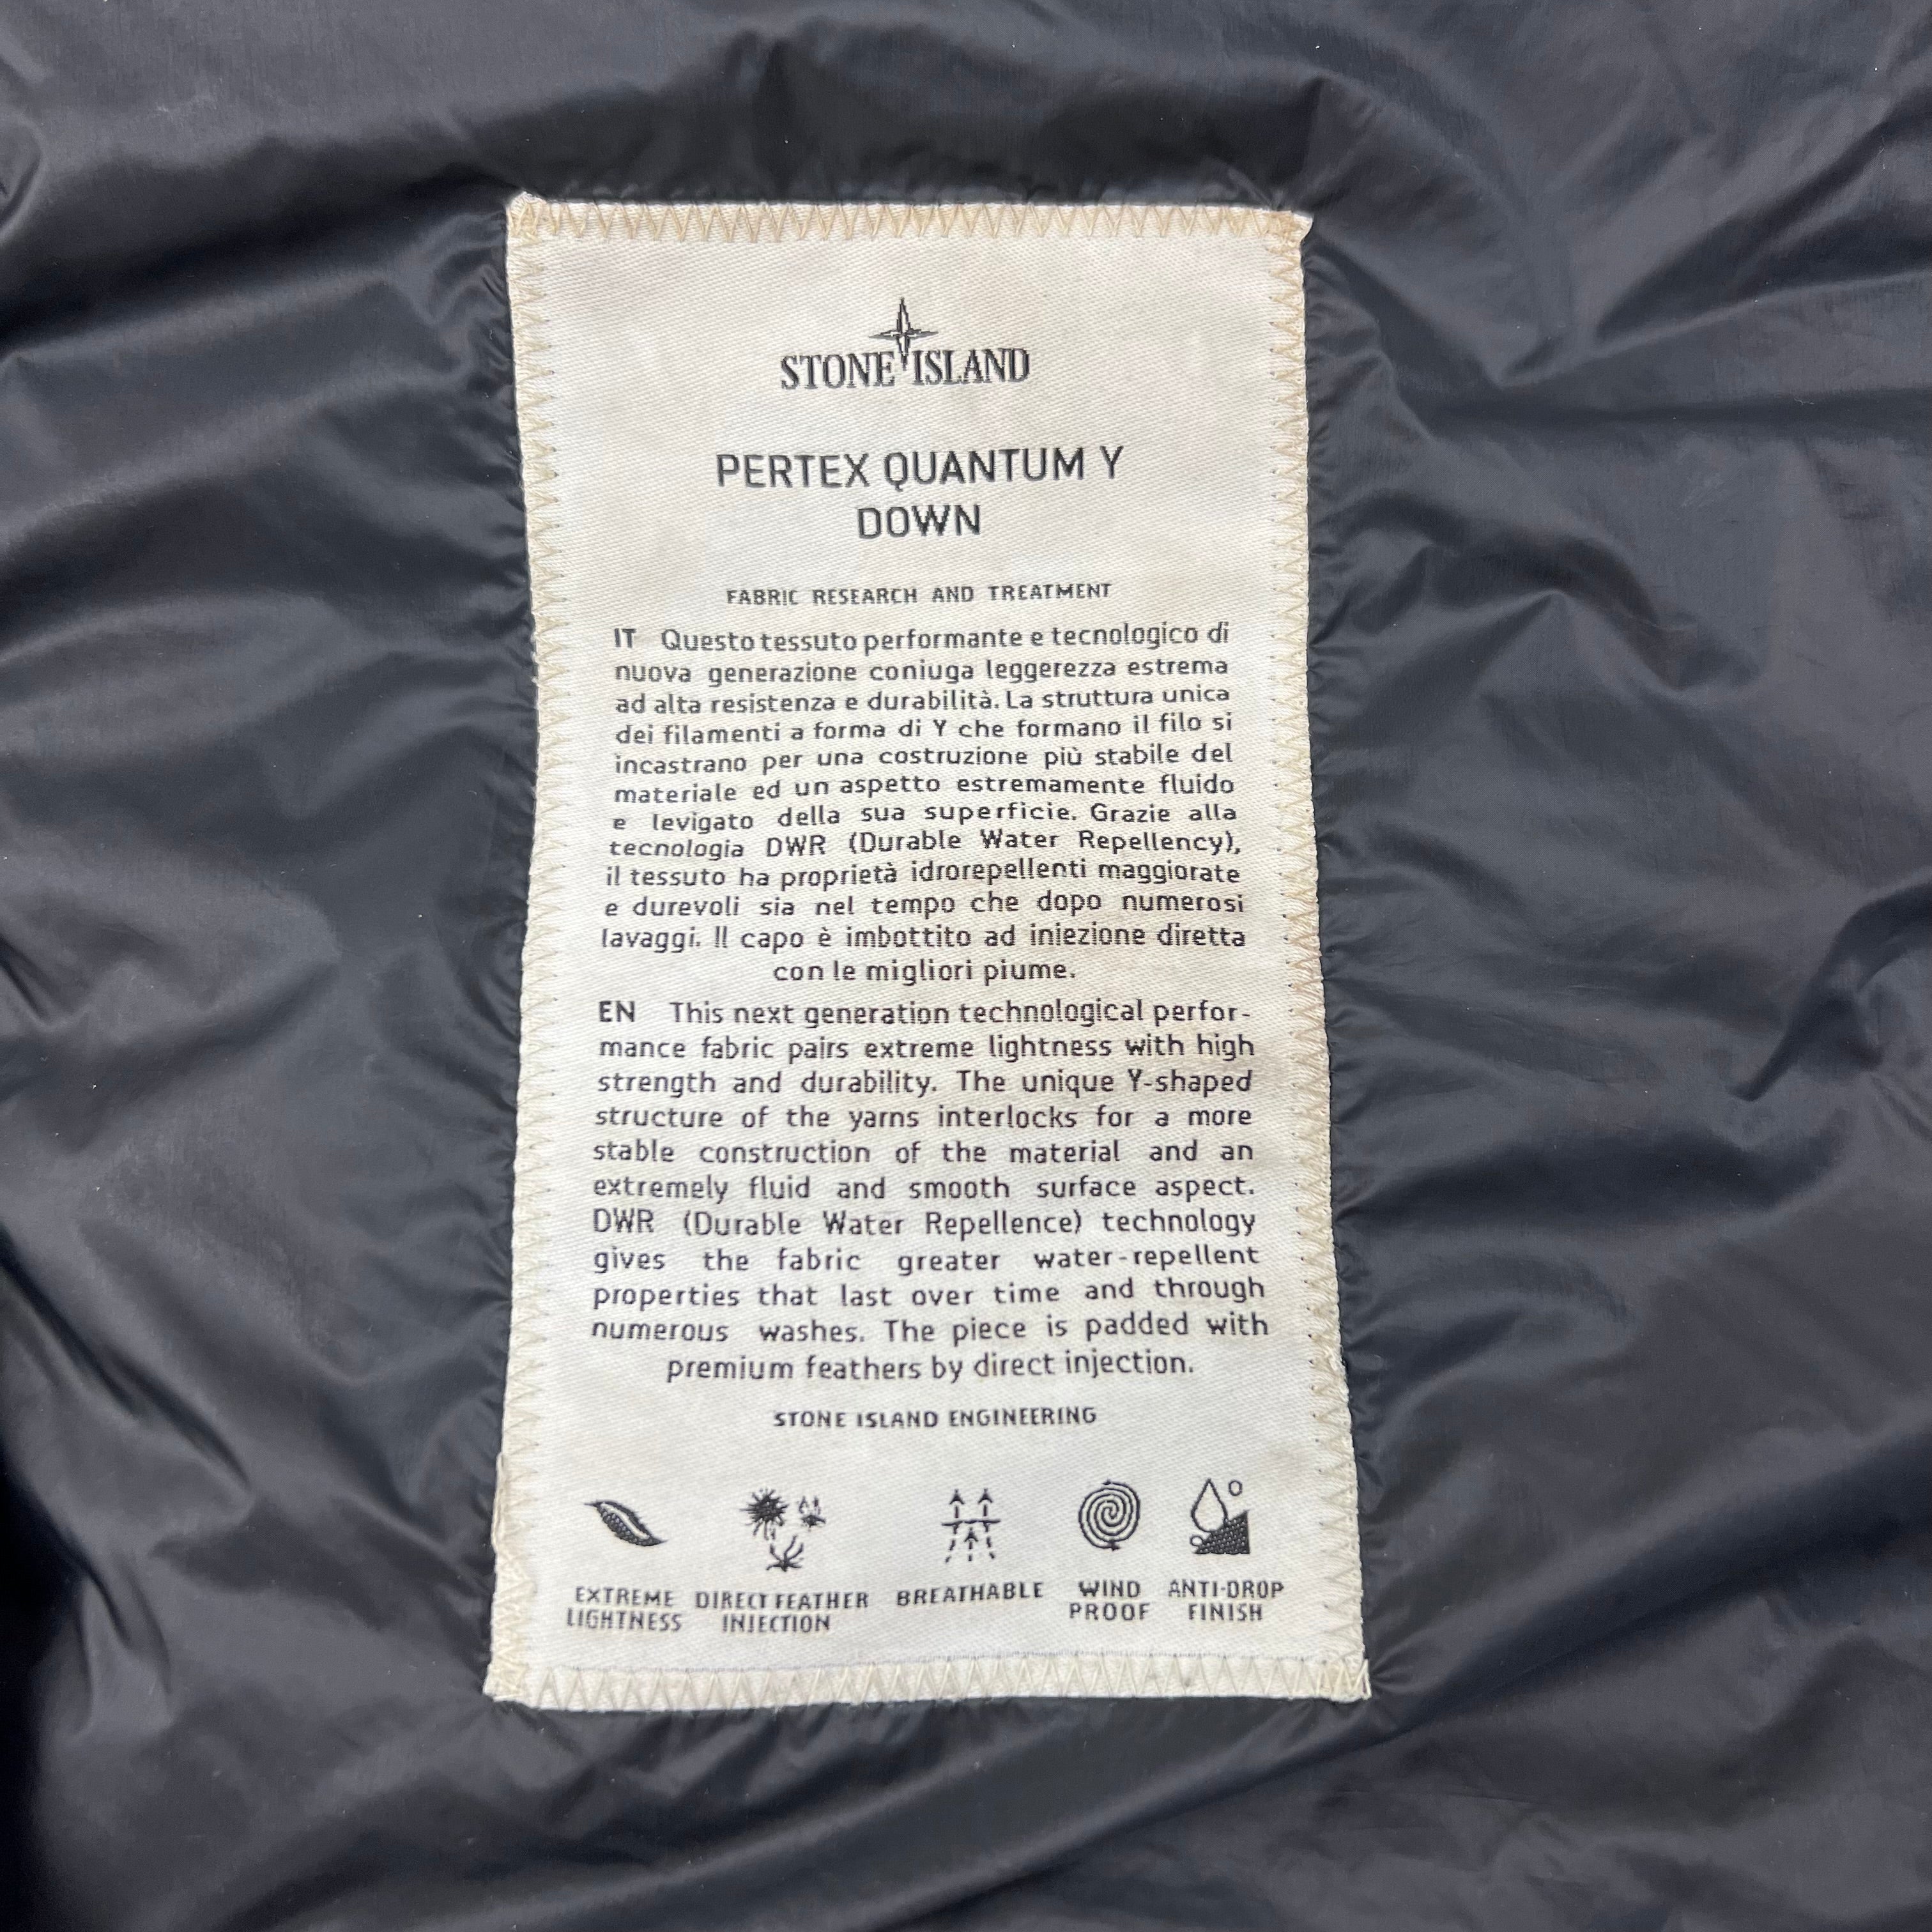 STONE ISLAND
PERTEX QUANTUM Y
DOWN
FABRIC RESEARCH AND TREATMENT
IT Questo tessuto performante e tecnologico di
nuova generazione coniuga leggerezza estrema
ad alta resistenza e durabilità. La struttura unica
dei filamenti a forma di Y che formano il filo si
incastrano per una costruzione più stabile del
materiale ed un aspetto estremamente fluido
e levigato della sua superficie. Grazie alla
tecnologia DWR (Durable Water Repellency),
il tessuto ha proprietà idrorepellenti maggiorate
e durevoli sia nel tempo che dopo numerosi
lavaggi. Il capo è imbottito ad iniezione diretta
con le migliori piume.
EN This next generation technological perfor-
mance fabric pairs extreme lightness with high
strength and durability. The unique Y-shaped
structure of the yarns interlocks for a more
stable construction of the material and an
extremely fluid and smooth surface aspect.
DWR (Durable Water Repellence) technology
gives the fabric greater water-repellent
properties that last over time and through
numerous washes. The piece is padded with
premium feathers by direct injection.
STONE ISLAND ENGINEERING
EXTREME LIGHTNESS
DIRECT FEATHER INJECTION
BREATHABLE
WIND PROOF
ANTI-DROP FINISH